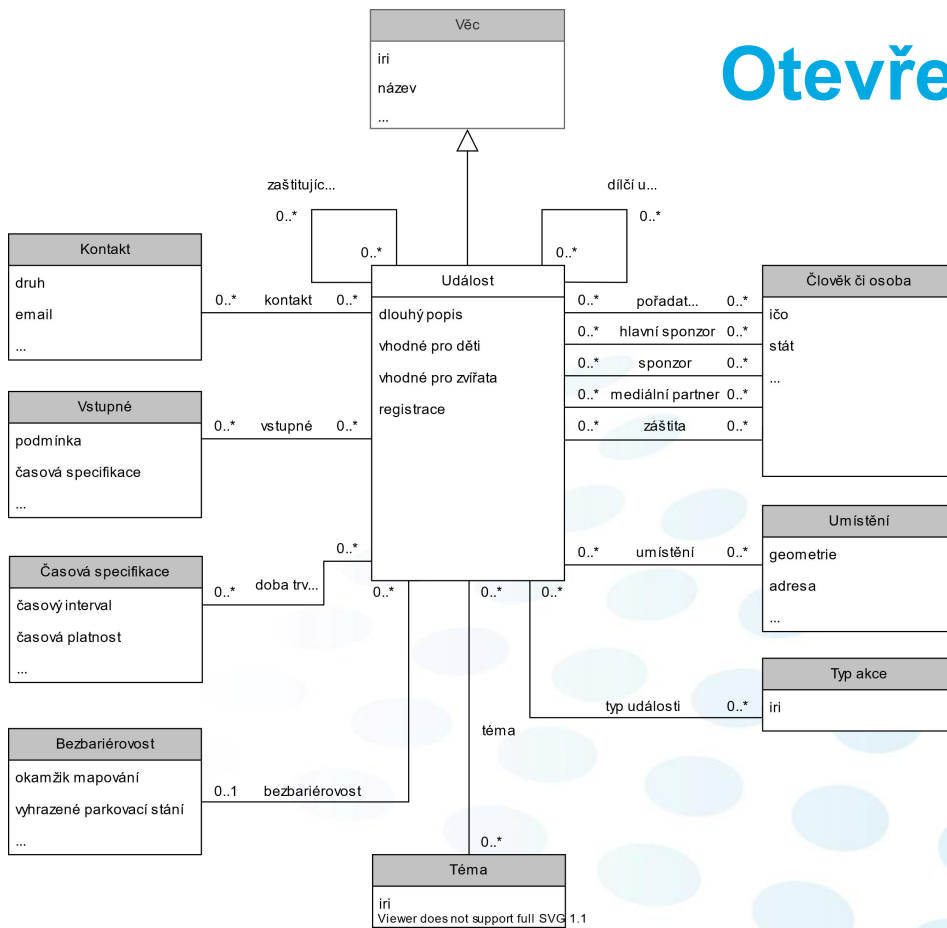 Věc
iri
název
...
Otevře
zaštitujíc...
0..*
0..*
dílčí u...
0..*
0..*
Kontakt
druh
email
...
0..* kontakt 0..*
Událost
dlouhý popis
vhodné pro děti
vhodné pro zvířata
registrace
0..* pořadat... 0..*
0..* hlavní sponzor 0..*
0..* sponzor 0..*
0..* mediální partner 0..*
0..* záštita 0..*
Člověk či osoba
ičo
stát
...
Vstupné
podmínka
časová specifikace
...
0..* vstupné 0..*
Umístění
geometrie
adresa
...
0..* umístění 0..*
Časová specifikace
časový interval
časová platnost
...
0..* doba trv... 0..*
0..*
0..*
0..*
Typ akce
iri
typ události 0..*
téma
0..*
Bezbariérovost
okamžik mapování
vyhrazené parkovací stání
...
0..1 bezbariérovost
Téma
iri
Viewer does not support full SVG 1.1